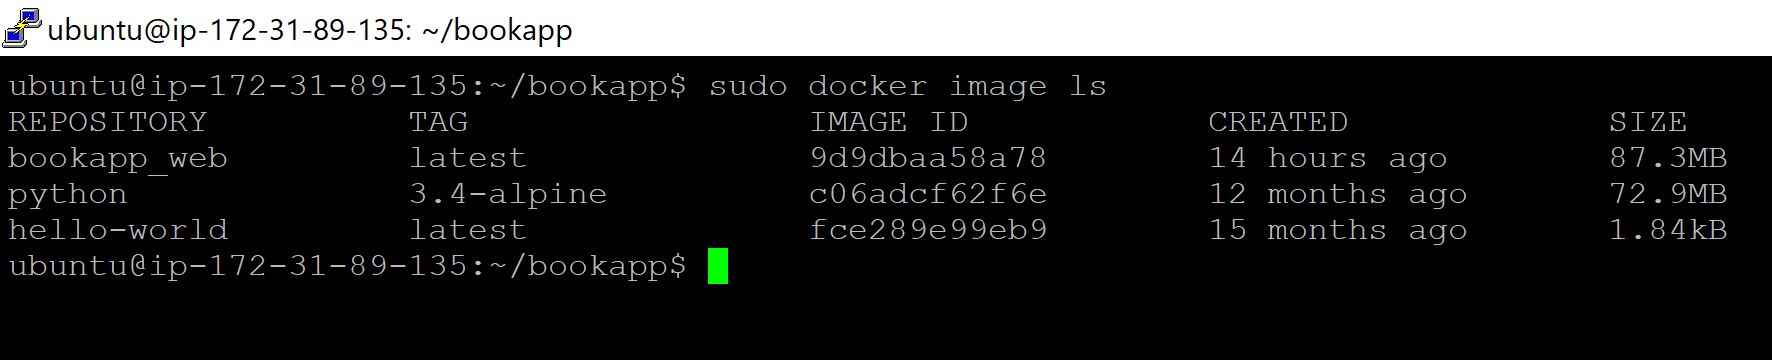 ubuntu@ip-172-31-89-135: ~/bookapp
ubuntu@ip-172-31-89-135:~/bookapp$ sudo docker image ls
REPOSITORY TAG IMAGE ID CREATED SIZE
bookapp_web latest 9d9dbaa58a78 14 hours ago 87.3MB
python 3.4-alpine c06adcf62f6e 12 months ago 72.9MB
hello-world latest fce289e99eb9 15 months ago 1.84kB
ubuntu@ip-172-31-89-135:~/bookapp$